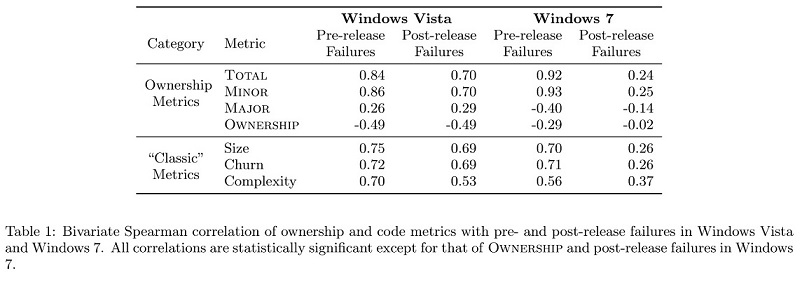 Windows Vista Windows 7
Category Metric Pre-release Failures Post-release Failures Pre-release Failures Post-release Failures
Ownership Metrics
TOTAL 0.84 0.70 0.92 0.24
MINOR 0.86 0.70 0.93 0.25
MAJOR 0.26 0.29 -0.40 -0.14
OWNERSHIP -0.49 -0.49 -0.29 -0.02
“Classic” Metrics
Size 0.75 0.69 0.70 0.26
Churn 0.72 0.69 0.71 0.26
Complexity 0.70 0.53 0.56 0.37
Table 1: Bivariate Spearman correlation of ownership and code metrics with pre- and post-release failures in Windows Vista
and Windows 7. All correlations are statistically significant except for that of OWNERSHIP and post-release failures in Windows
7.